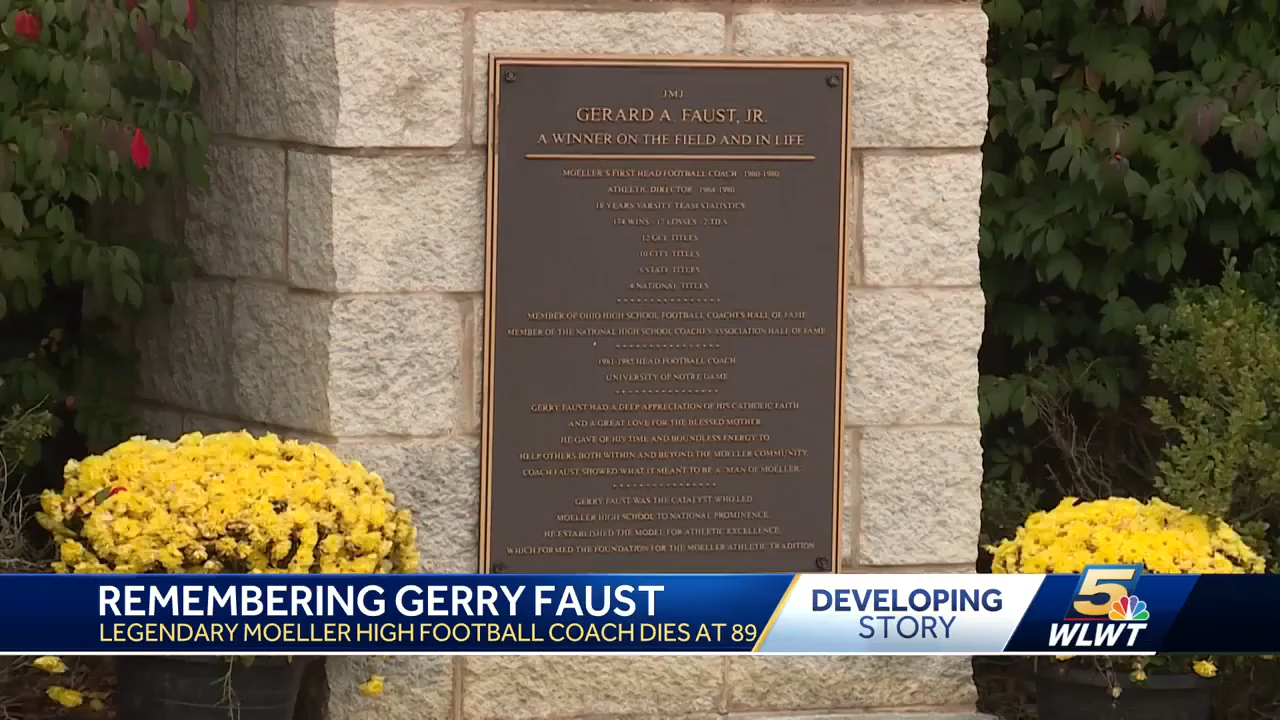 JMJ
GERARD A. FAUST, JR.
A WINNER ON THE FIELD AND IN LIFE
MOELLER'S FIRST HEAD FOOTBALL COACH 1960-1980
ATHLETIC DIRECTOR 1964-1980
18 YEARS VARSITY TEAM STATISTICS
174 WINS - 17 LOSSES - 2 TIES
12 GCL TITLES
10 CITY TITLES
5 STATE TITLES
4 NATIONAL TITLES
MEMBER OF OHIO HIGH SCHOOL FOOTBALL COACHES HALL OF FAME
MEMBER OF THE NATIONAL HIGH SCHOOL COACHES ASSOCIATION HALL OF FAME
1981-1985 HEAD FOOTBALL COACH
UNIVERSITY OF NOTRE DAME
GERRY FAUST HAD A DEEP APPRECIATION OF HIS CATHOLIC FAITH
AND A GREAT LOVE FOR THE BLESSED MOTHER
HE GAVE OF HIS TIME AND BOUNDLESS ENERGY TO
HELP OTHERS BOTH WITHIN AND BEYOND THE MOELLER COMMUNITY.
COACH FAUST SHOWED WHAT IT MEANT TO BE A "MAN OF MOELLER."
GERRY FAUST WAS THE CATALYST WHO LED
MOELLER HIGH SCHOOL TO NATIONAL PROMINENCE.
HE ESTABLISHED THE MODEL FOR ATHLETIC EXCELLENCE,
WHICH FORMED THE FOUNDATION FOR THE MOELLER ATHLETIC TRADITION
REMEMBERING GERRY FAUST
LEGENDARY MOELLER HIGH FOOTBALL COACH DIES AT 89
DEVELOPING
STORY
5
WLWT